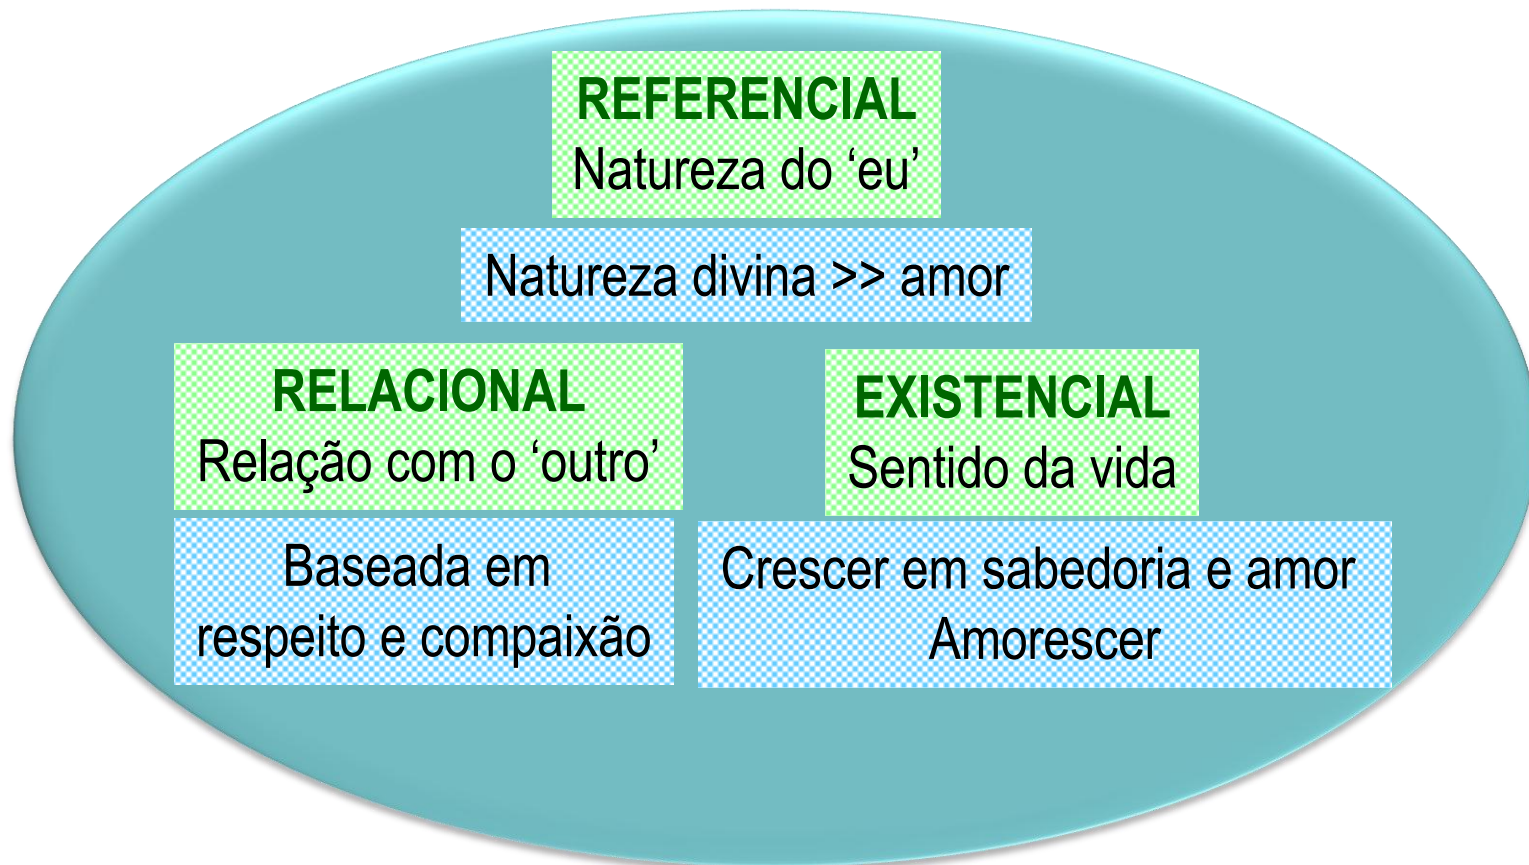 REFERENCIAL
Natureza do ‘eu’
Natureza divina >> amor
RELACIONAL
Relação com o ‘outro’
Baseada em
respeito e compaixão
EXISTENCIAL
Sentido da vida
Crescer em sabedoria e amor
Amorescer